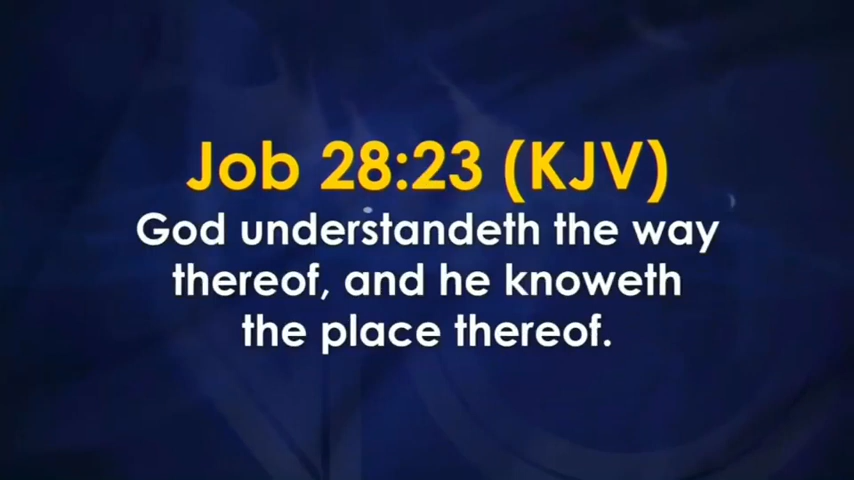 Job 28:23 (KJV)
God understandeth the way
thereof, and he knoweth
the place thereof.